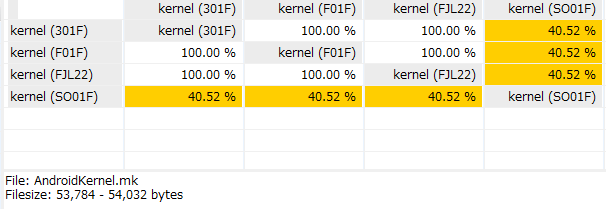 kernel (301F) kernel (F01F) kernel (FJL22) kernel (SO01F)
kernel (301F) kernel (301F) 100.00 % 100.00 % 40.52 %
kernel (F01F) 100.00 % kernel (F01F) 100.00 % 40.52 %
kernel (FJL22) 100.00 % 100.00 % kernel (FJL22) 40.52 %
kernel (SO01F) 40.52 % 40.52 % 40.52 % kernel (SO01F)
File: AndroidKernel.mk
Filesize: 53,784 - 54,032 bytes